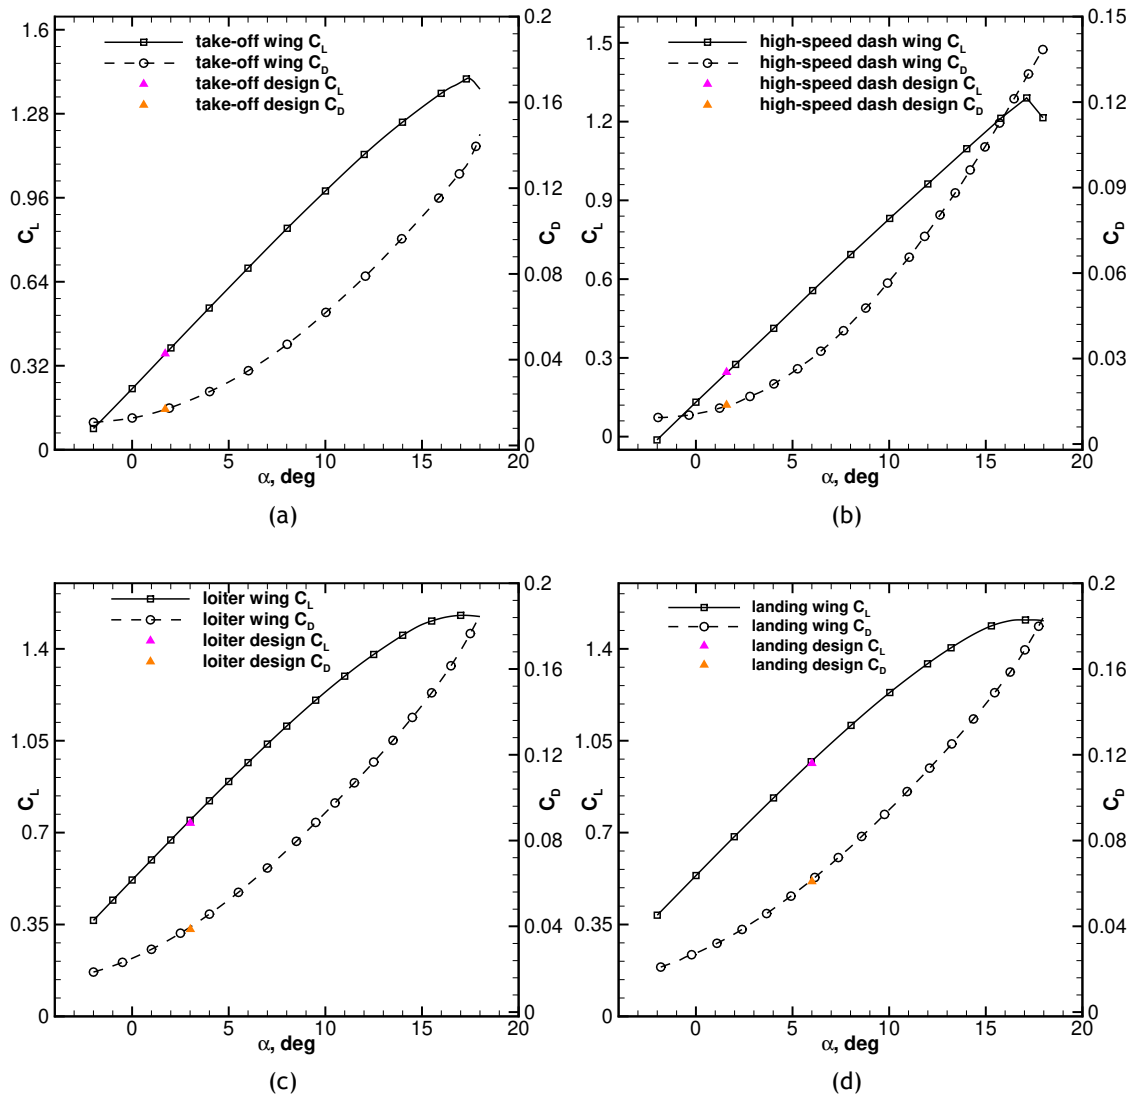 1.6
1.28
0.96
0.64
0.32
0
C_L
take-off wing C_L
take-off wing C_D
take-off design C_L
take-off design C_D
0.2
0.16
0.12
0.08
0.04
0
C_D
0 5 10 15 20
α, deg
(a)
1.5
1.2
0.9
0.6
0.3
0
C_L
high-speed dash wing C_L
high-speed dash wing C_D
high-speed dash design C_L
high-speed dash design C_D
0.15
0.12
0.09
0.06
0.03
0
C_D
0 5 10 15 20
α, deg
(b)
1.4
1.05
0.7
0.35
0
C_L
loiter wing C_L
loiter wing C_D
loiter design C_L
loiter design C_D
0.2
0.16
0.12
0.08
0.04
0
C_D
0 5 10 15 20
α, deg
(c)
1.4
1.05
0.7
0.35
0
C_L
landing wing C_L
landing wing C_D
landing design C_L
landing design C_D
0.2
0.16
0.12
0.08
0.04
0
C_D
0 5 10 15 20
α, deg
(d)